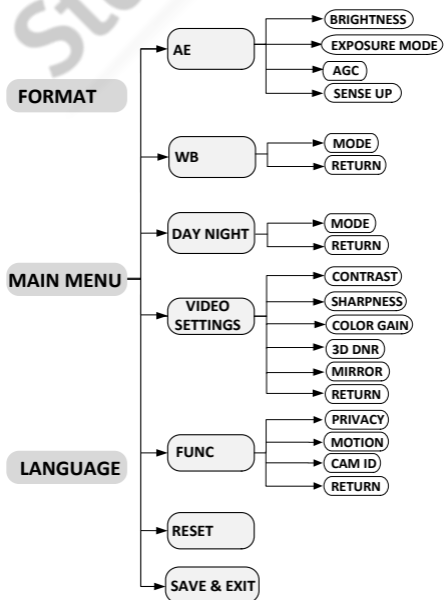 FORMAT
MAIN MENU
LANGUAGE
AE
BRIGHTNESS
EXPOSURE MODE
AGC
SENSE UP
WB
MODE
RETURN
DAY NIGHT
MODE
RETURN
VIDEO
SETTINGS
CONTRAST
SHARPNESS
COLOR GAIN
3D DNR
MIRROR
RETURN
FUNC
PRIVACY
MOTION
CAM ID
RETURN
RESET
SAVE & EXIT